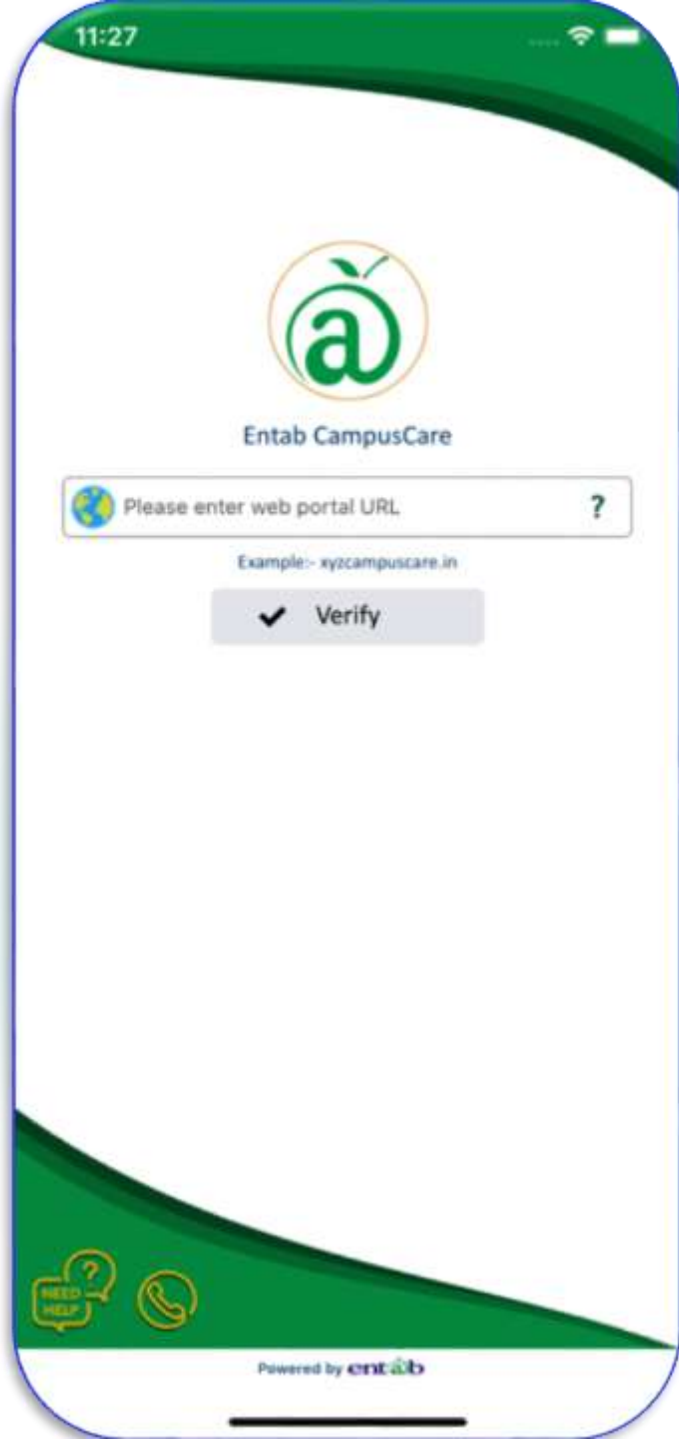 11:27
à
Entab CampusCare
Please enter web portal URL ?
Example:- xyzcampuscare.in
✔ Verify
?
NEED
HELP
Powered by entab